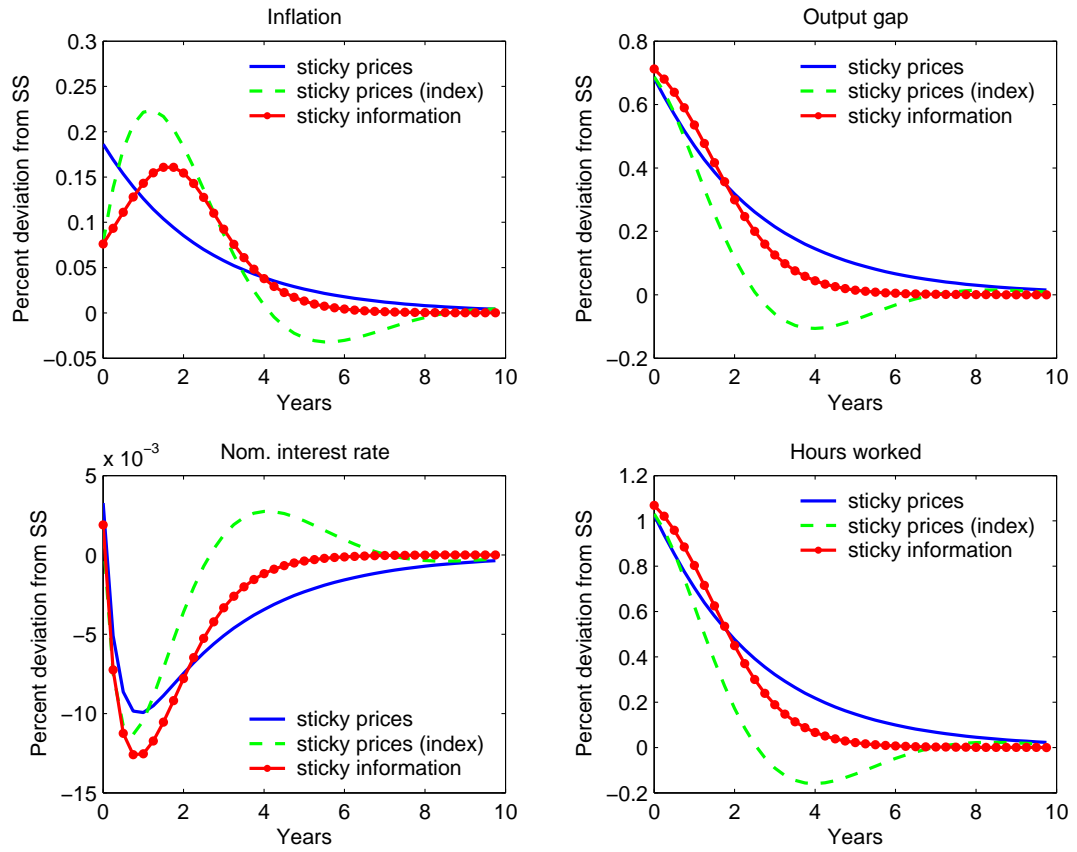 Inflation
0.3
0.25
0.2
0.15
0.1
0.05
0
−0.05
Percent deviation from SS
sticky prices
sticky prices (index)
sticky information
0 2 4 6 8 10
Years
Output gap
0.8
0.6
0.4
0.2
0
−0.2
Percent deviation from SS
sticky prices
sticky prices (index)
sticky information
0 2 4 6 8 10
Years
Nom. interest rate
x 10−3
5
0
−5
−10
−15
Percent deviation from SS
sticky prices
sticky prices (index)
sticky information
0 2 4 6 8 10
Years
Hours worked
1.2
1
0.8
0.6
0.4
0.2
0
−0.2
Percent deviation from SS
sticky prices
sticky prices (index)
sticky information
0 2 4 6 8 10
Years